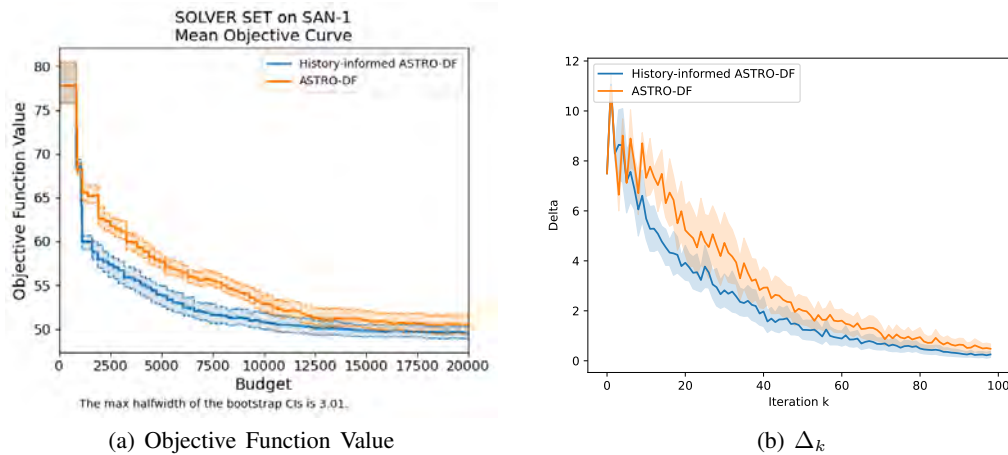 SOLVER SET on SAN-1
Mean Objective Curve
History-informed ASTRO-DF
ASTRO-DF
80
75
70
65
60
55
50
Objective Function Value
0 2500 5000 7500 10000 12500 15000 17500 20000
Budget
The max halfwidth of the bootstrap CIs is 3.01.
(a) Objective Function Value
History-informed ASTRO-DF
ASTRO-DF
12
10
8
6
4
2
0
Delta
0 20 40 60 80 100
Iteration k
(b) Δₖ